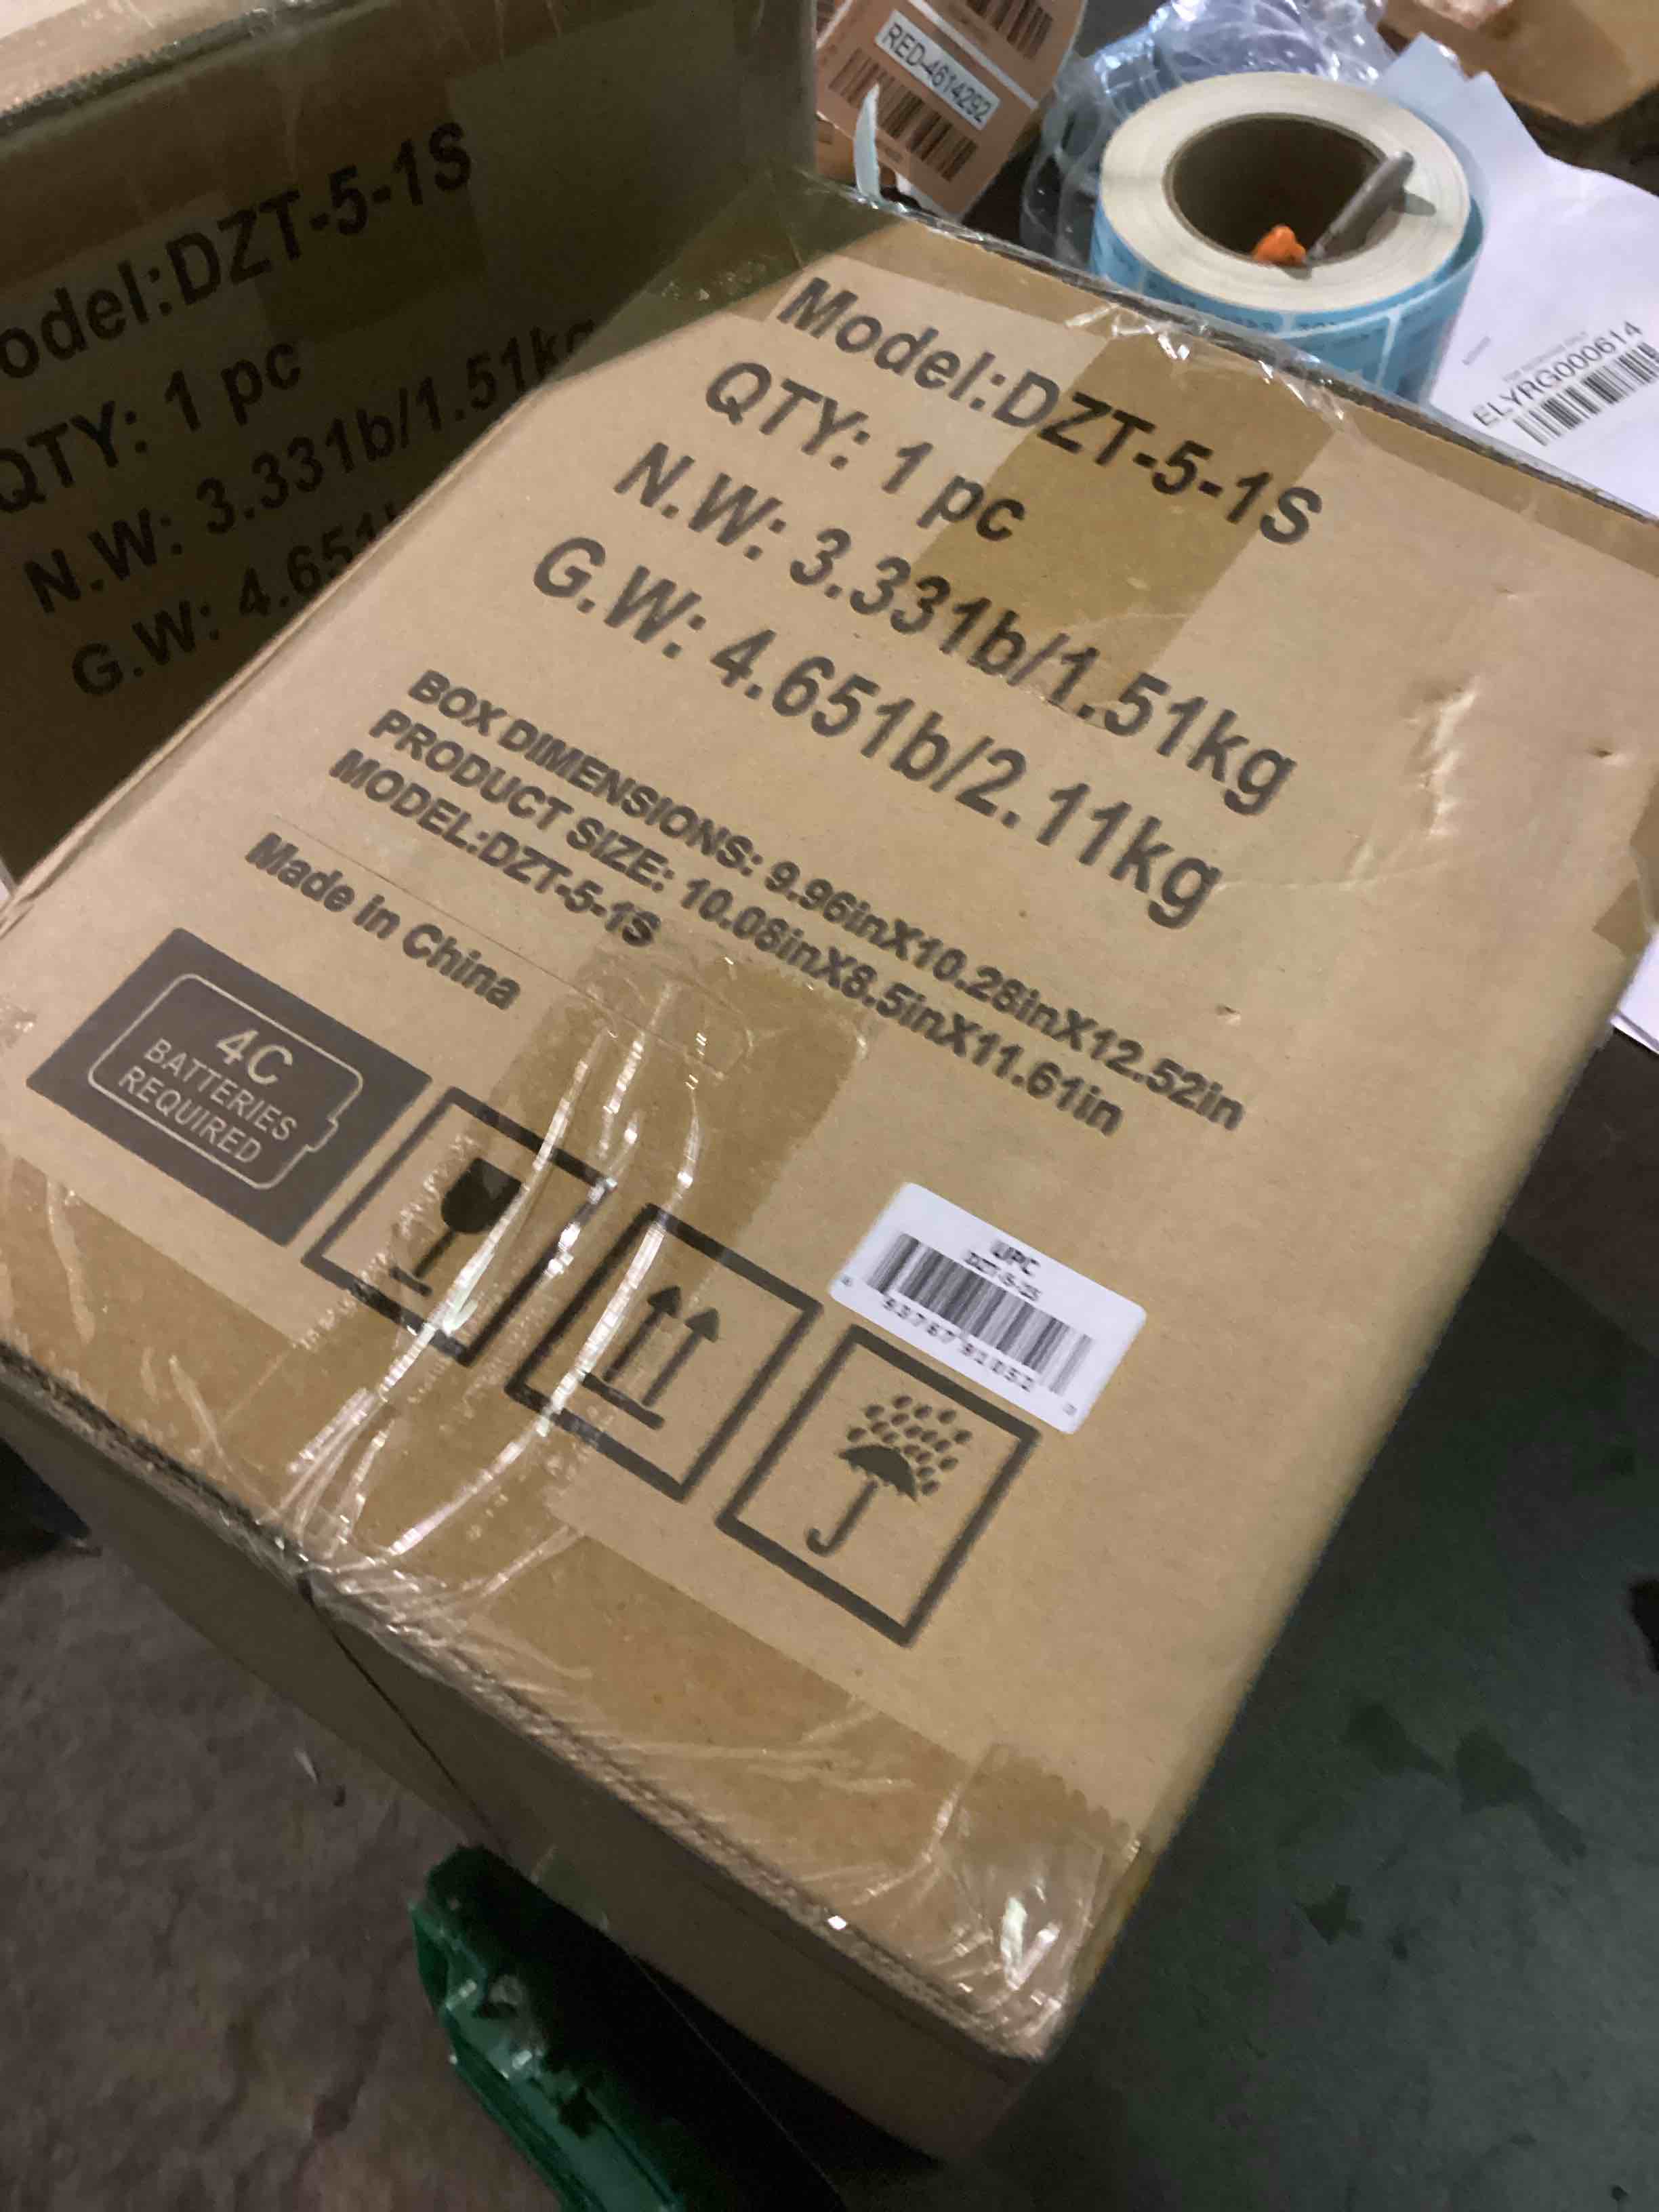 RED-4614292
ELYRG000614
odel:DZT-5-1S
QTY: 1 pc
N.W: 3.331b/1.51kg
G.W: 4.651
Model:DZT-5-1S
QTY: 1 pc
N.W: 3.331b/1.51kg
G.W: 4.651b/2.11kg
BOX DIMENSIONS: 9.96inX10.28inX12.52in
PRODUCT SIZE: 10.08inX8.5inX11.61in
MODEL:DZT-5-1S
Made in China
4C
BATTERIES
REQUIRED
UPC